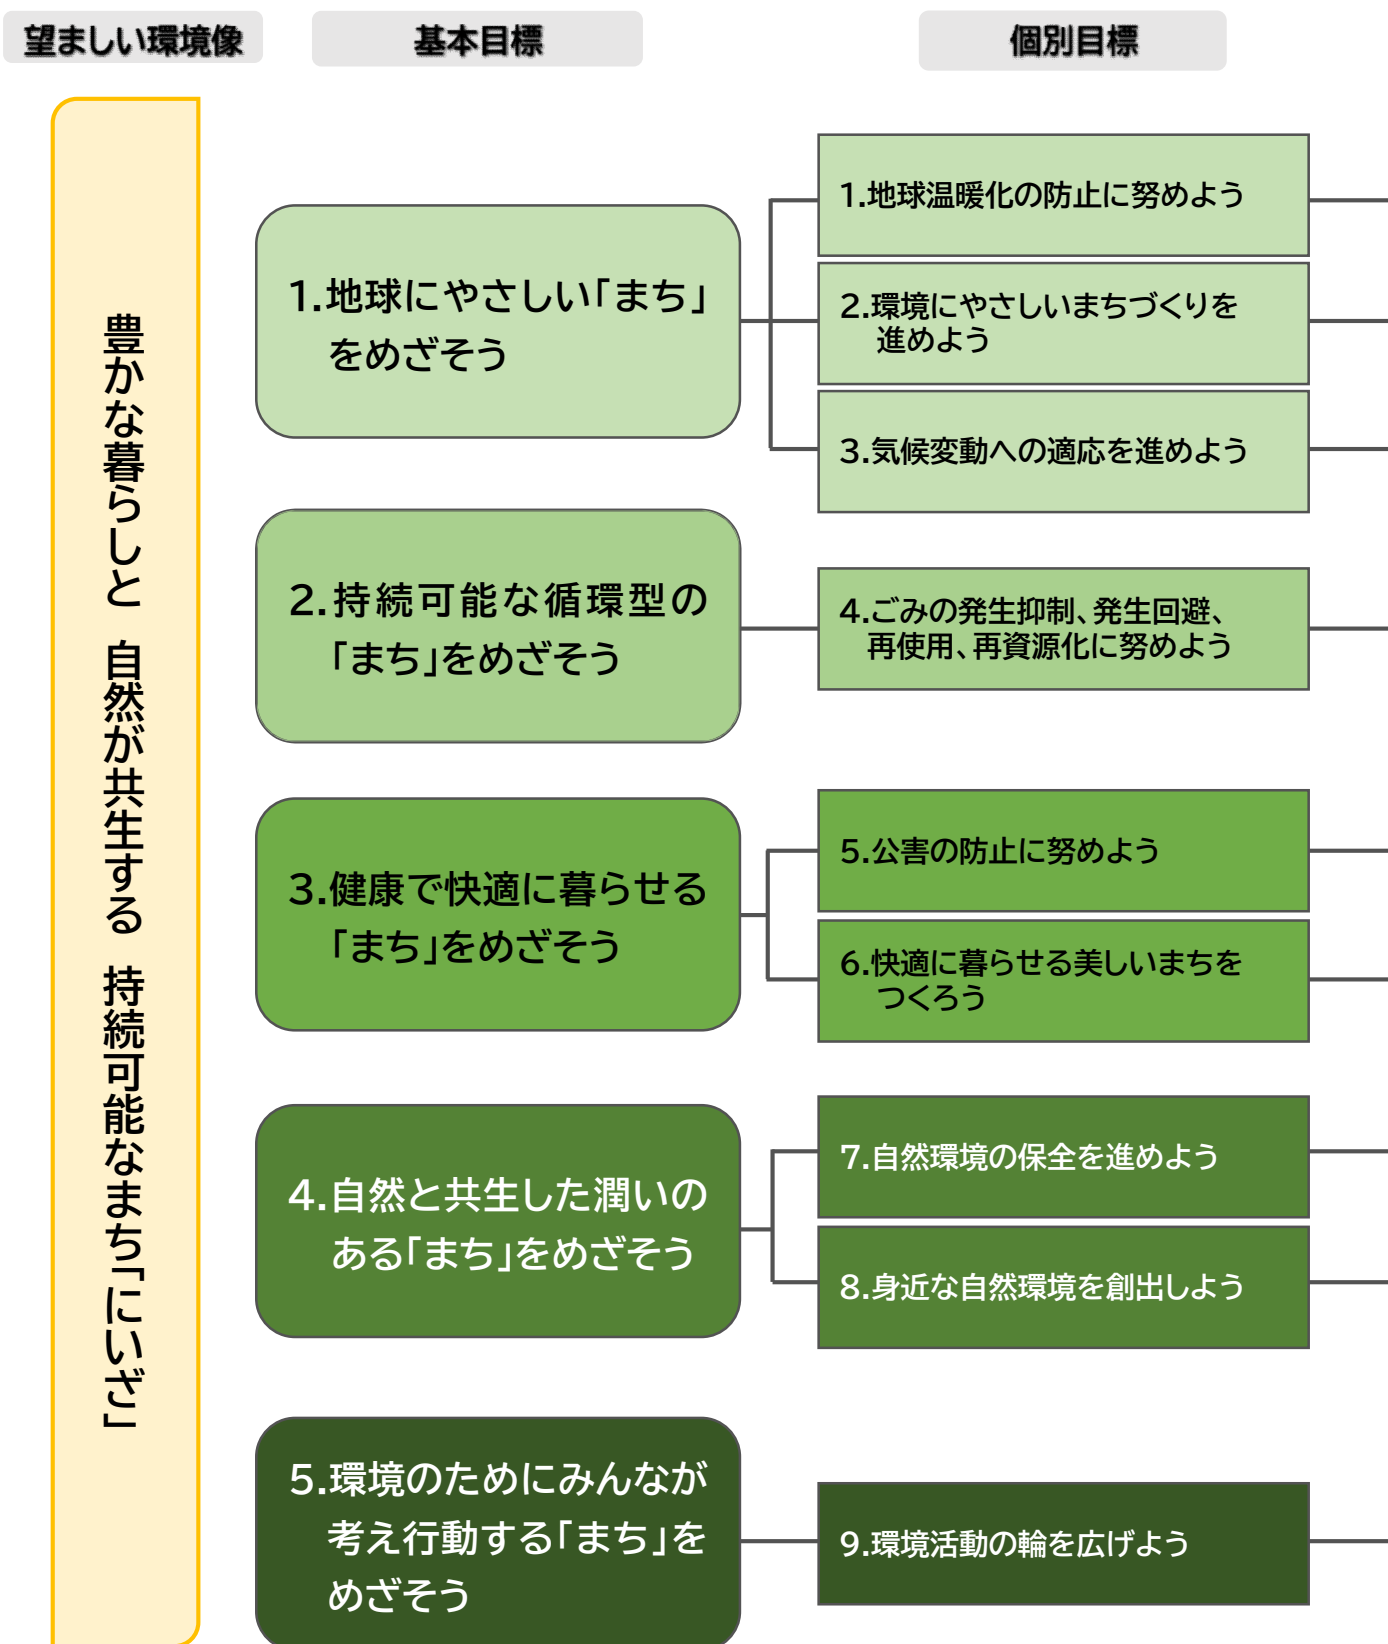 望ましい環境像
基本目標
個別目標
豊かな暮らしと 自然が共生する 持続可能なまち「にいざ」
1.地球にやさしい「まち」
をめざそう
1.地球温暖化の防止に努めよう
2.環境にやさしいまちづくりを
進めよう
3.気候変動への適応を進めよう
2.持続可能な循環型の
「まち」をめざそう
4.ごみの発生抑制、発生回避、
再使用、再資源化に努めよう
3.健康で快適に暮らせる
「まち」をめざそう
5.公害の防止に努めよう
6.快適に暮らせる美しいまちを
つくろう
4.自然と共生した潤いの
ある「まち」をめざそう
7.自然環境の保全を進めよう
8.身近な自然環境を創出しよう
5.環境のためにみんなが
考え行動する「まち」を
めざそう
9.環境活動の輪を広げよう